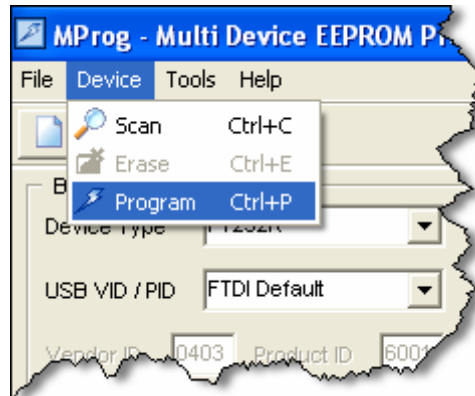 MProg - Multi Device EEPROM
File Device Tools Help
Scan Ctrl+C
Erase Ctrl+E
Program Ctrl+P
Device Type
USB VID / PID FTDI Default
Vendor ID 0403 Product ID 6001